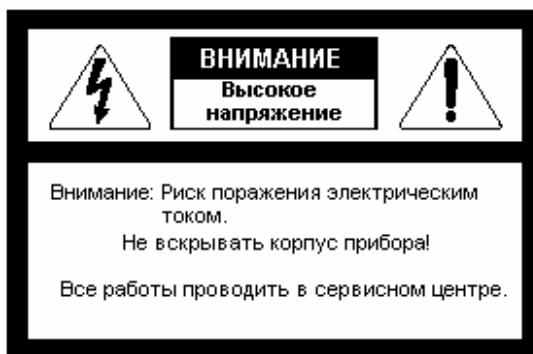 ВНИМАНИЕ
Высокое
напряжение
Внимание: Риск поражения электрическим
током.
Не вскрывать корпус прибора!
Все работы проводить в сервисном центре.